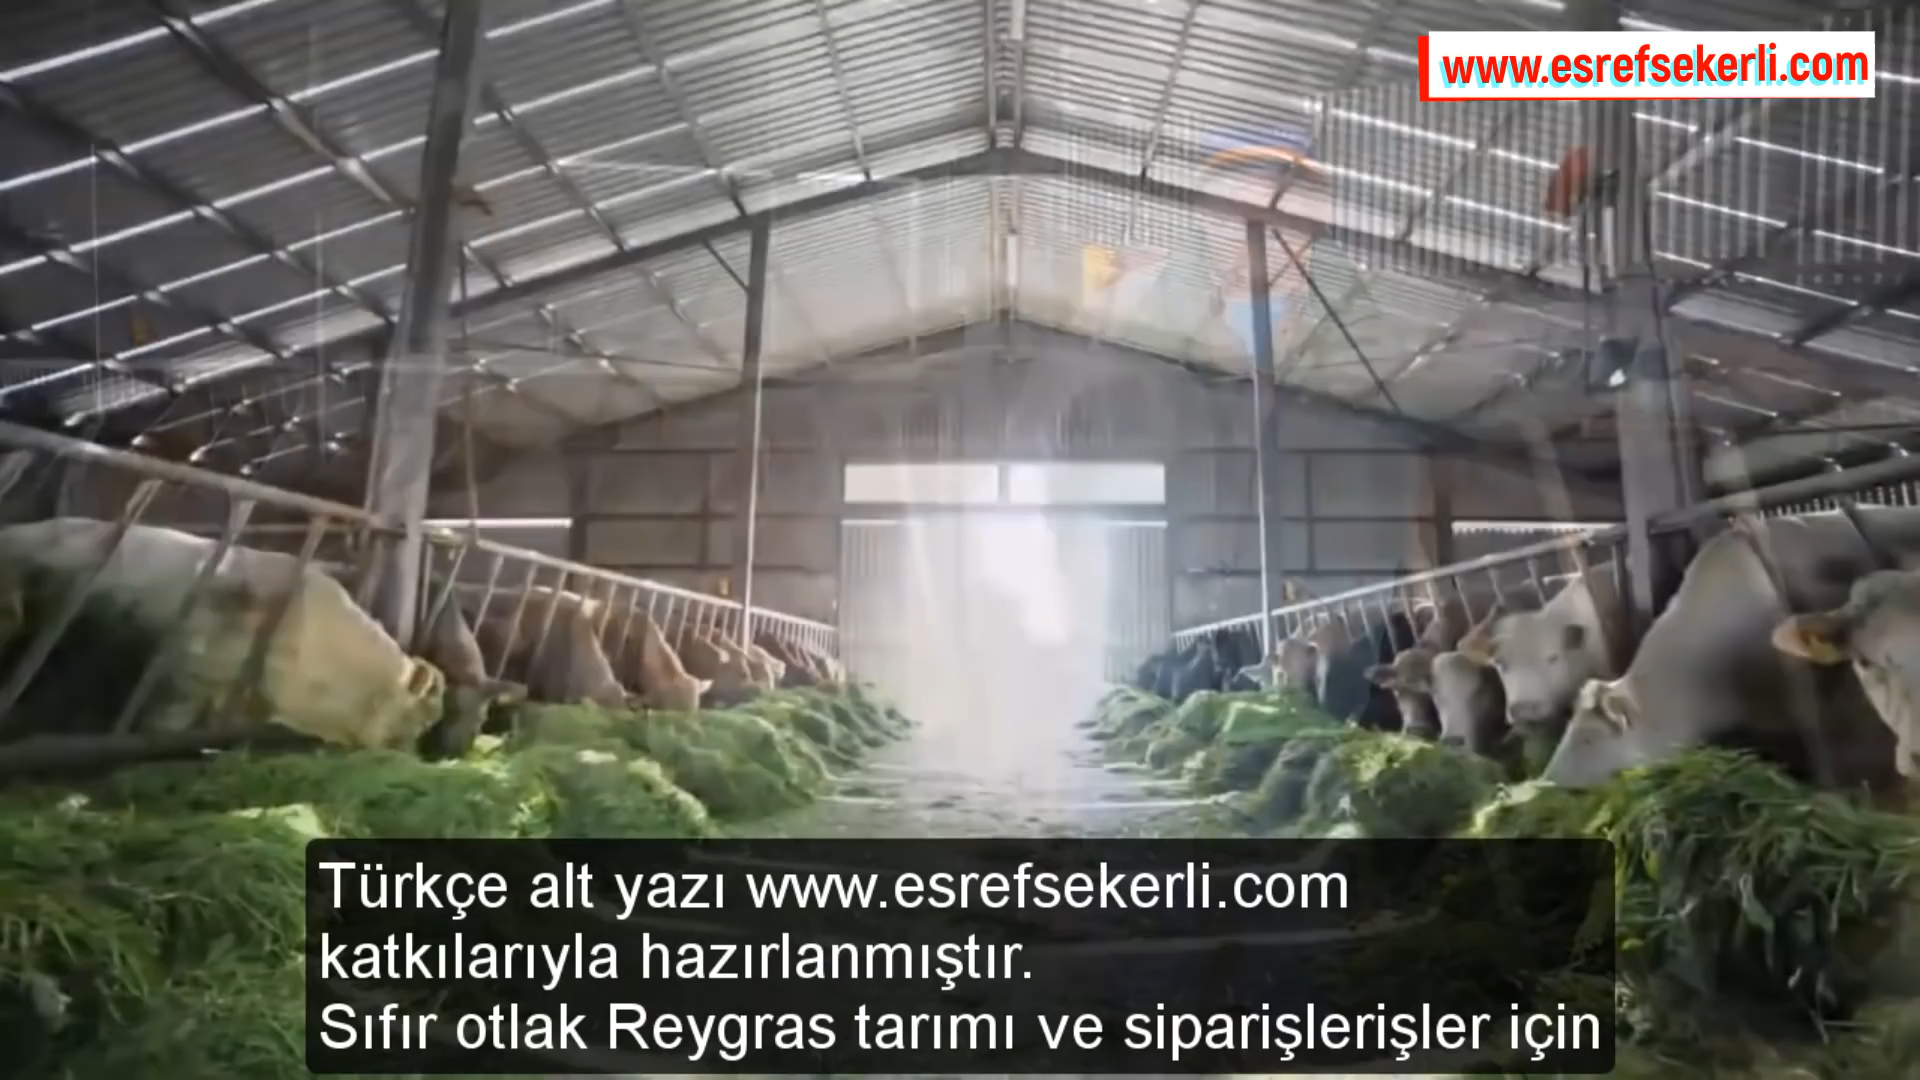 www.esrefsekerli.com
Türkçe alt yazı www.esrefsekerli.com
katkılarıyla hazırlanmıştır.
Sıfır otlak Reygras tarımı ve siparişlerişler için